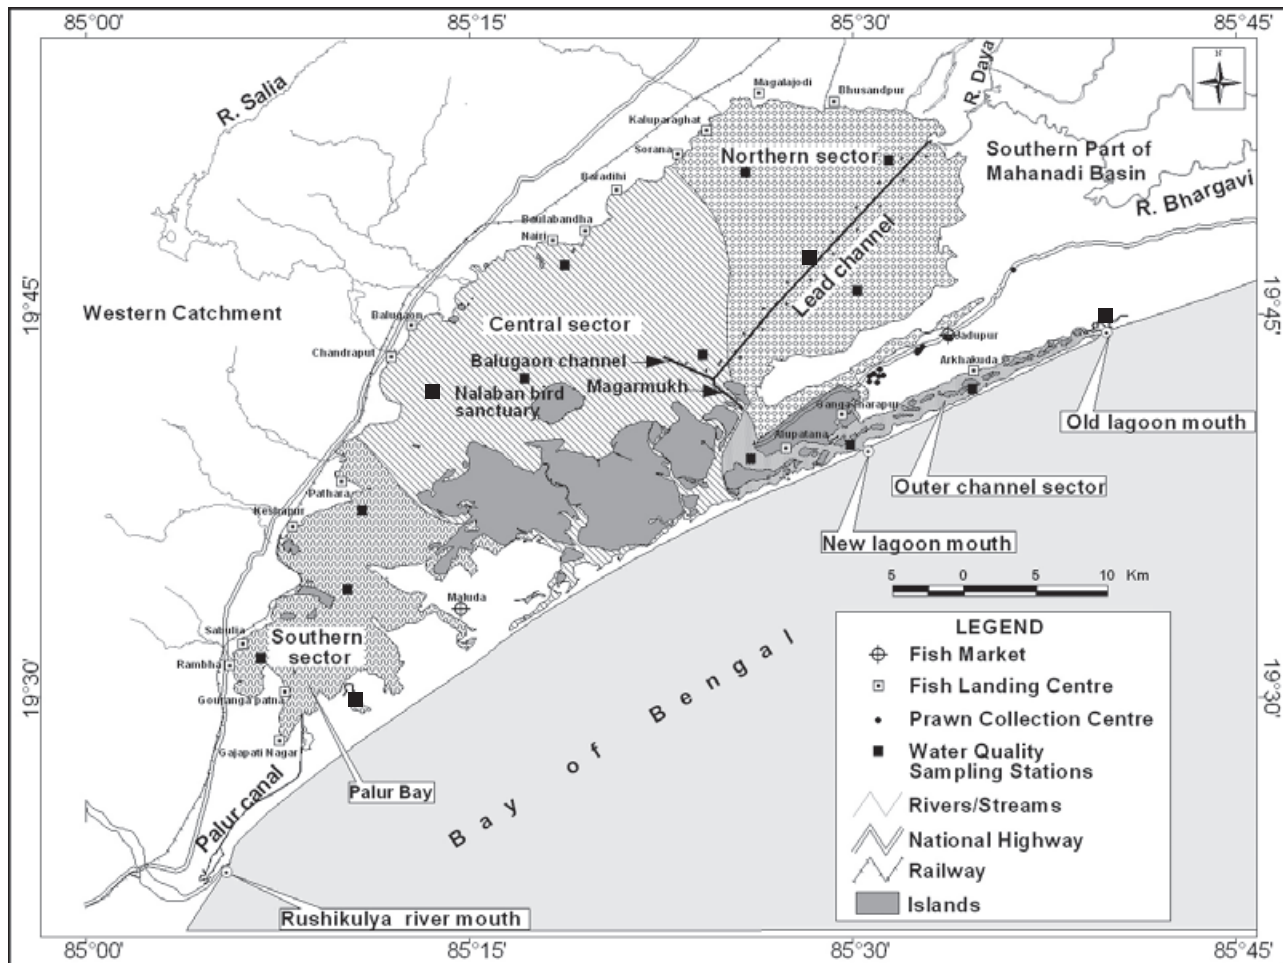 85°00'
85°15'
85°30'
85°45'
N
R. Salia
Magalajodi
Bhusandpur
R. Daya
Kaluparaghat
Sorana
Northern sector
Southern Part of
Mahanadi Basin
Baradihi
R. Bhargavi
Boulabandha
Nairi
Lead channel
19°45'
19°45'
Western Catchment
Balugaon
Central sector
Chandraput
Balugaon channel
Magarmukh
Nalaban bird
sanctuary
Jadupur
Arkhakuda
Alupatana
Old lagoon mouth
Outer channel sector
Pathara
Keshapur
New lagoon mouth
5 0 5 10 Km
Maluda
Sabulia
Southern
sector
Rambha
19°30'
19°30'
Gouranga patna
Gajapati Nagar
Palur canal
Palur Bay
Bay of Bengal
Rushikulya river mouth
LEGEND
Fish Market
Fish Landing Centre
Prawn Collection Centre
Water Quality
Sampling Stations
Rivers/Streams
National Highway
Railway
Islands
85°00'
85°15'
85°30'
85°45'